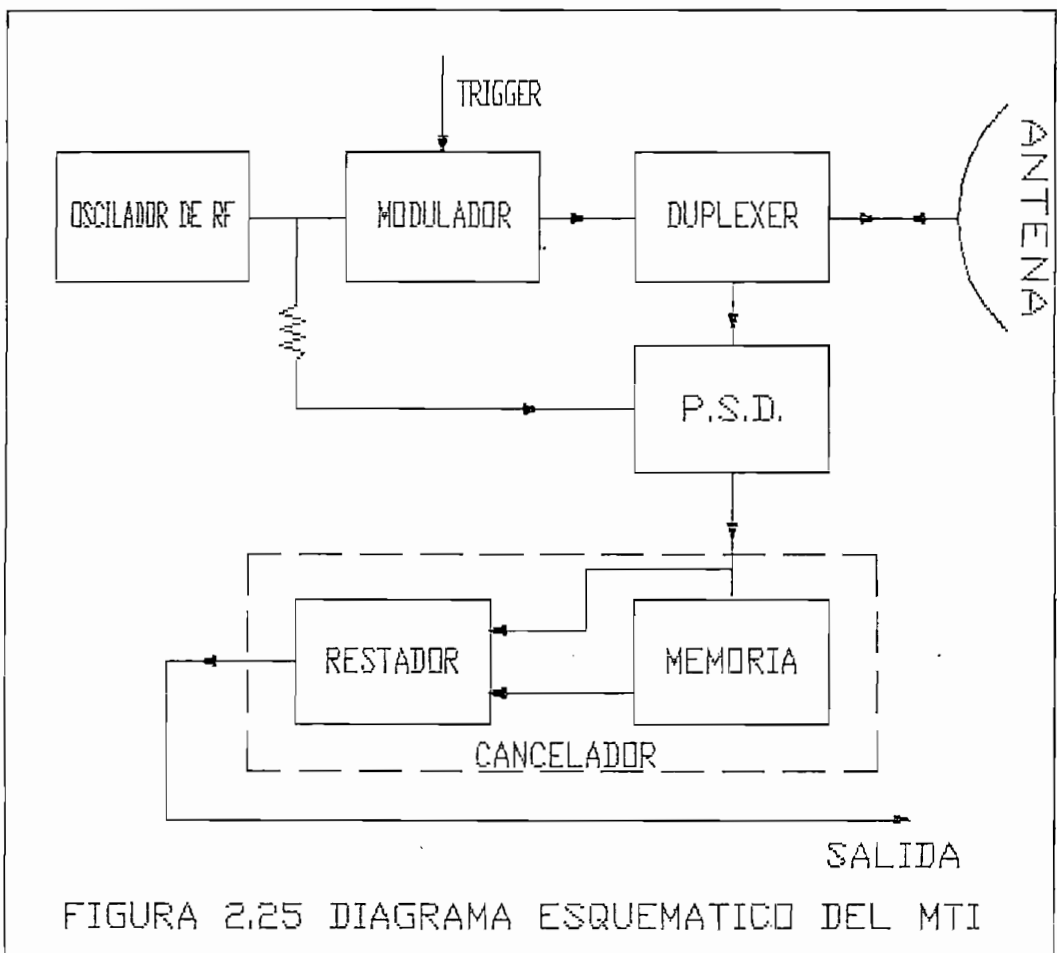 TRIGGER
ANTENA
OSCILADOR DE RF
MODULADOR
DUPLEXER
P.S.D.
RESTADOR
MEMORIA
CANCELADOR
SALIDA
FIGURA 2.25 DIAGRAMA ESQUEMATICO DEL MTI